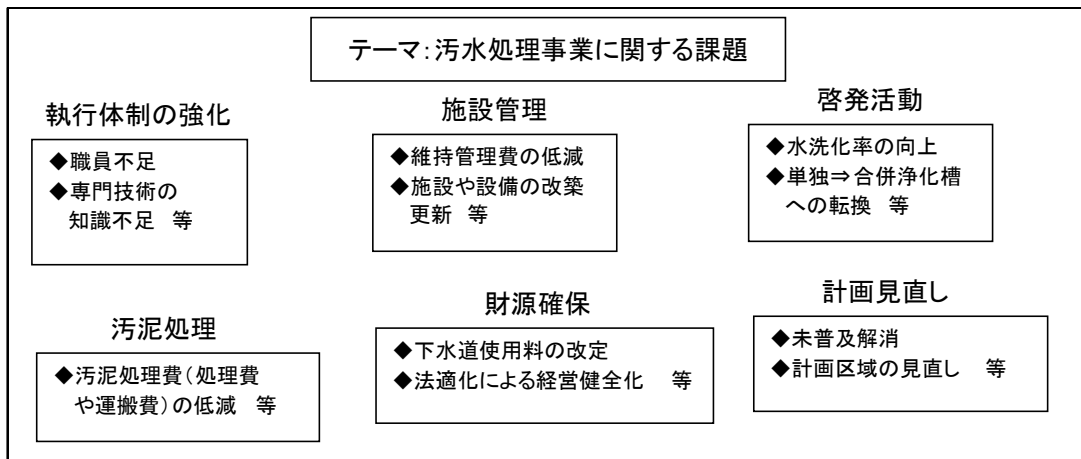 テーマ：汚水処理事業に関する課題
執行体制の強化
◆職員不足
◆専門技術の
知識不足　等
施設管理
◆維持管理費の低減
◆施設や設備の改築
更新　等
啓発活動
◆水洗化率の向上
◆単独⇒合併浄化槽
への転換　等
汚泥処理
◆汚泥処理費（処理費
や運搬費）の低減　等
財源確保
◆下水道使用料の改定
◆法適化による経営健全化　等
計画見直し
◆未普及解消
◆計画区域の見直し　等